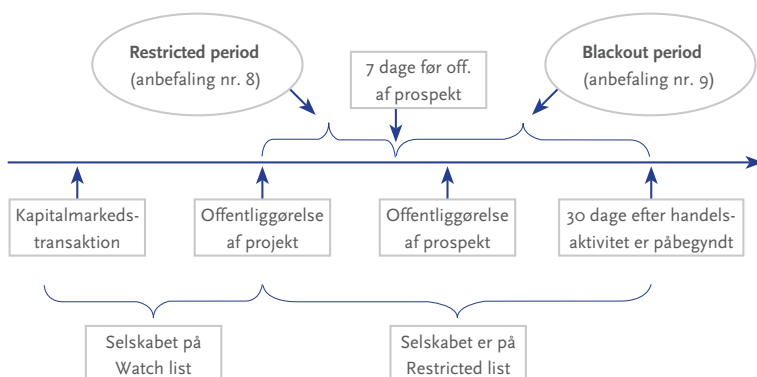 Restricted period
(anbefaling nr. 8)
7 dage før off.
af prospekt
Blackout period
(anbefaling nr. 9)
Kapitalmarkeds-
transaktion
Offentliggørelse
af projekt
Offentliggørelse
af prospekt
30 dage efter handels-
aktivitet er påbegyndt
Selskabet på
Watch list
Selskabet er på
Restricted list